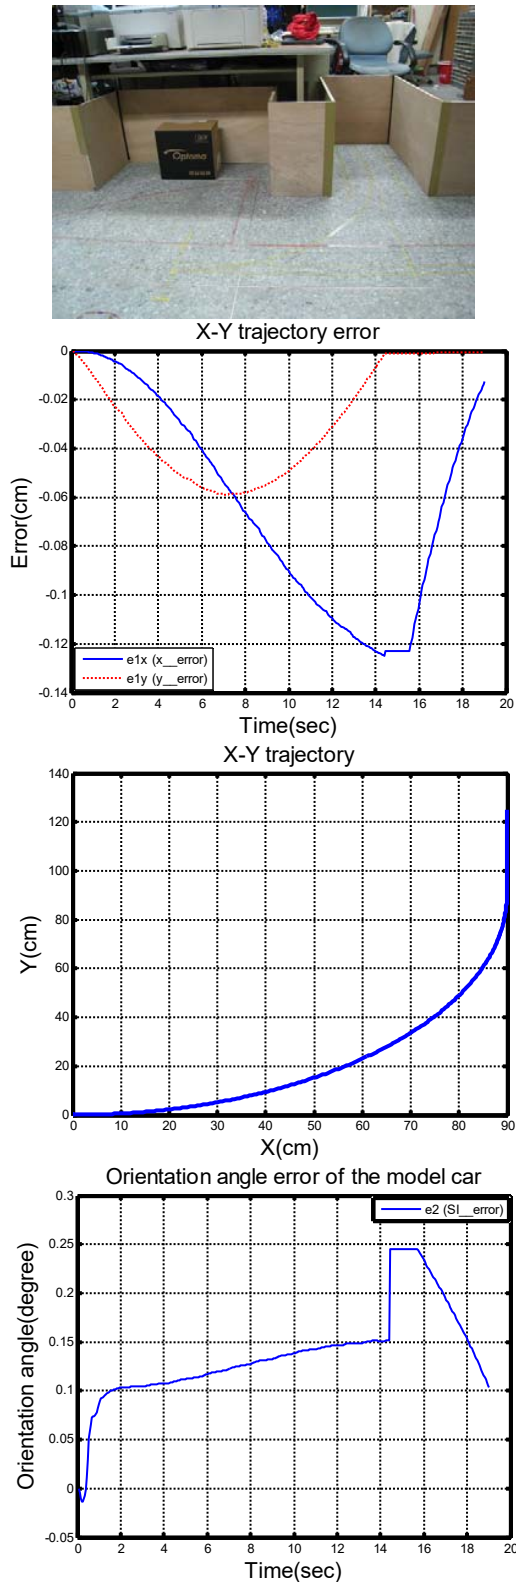 Optoma
X-Y trajectory error
0
-0.02
-0.04
-0.06
-0.08
-0.1
-0.12
-0.14
Error(cm)
e1x (x__error)
e1y (y__error)
0 2 4 6 8 10 12 14 16 18 20
Time(sec)
X-Y trajectory
140
120
100
80
60
40
20
0
Y(cm)
0 10 20 30 40 50 60 70 80 90
X(cm)
Orientation angle error of the model car
e2 (SI__error)
0.3
0.25
0.2
0.15
0.1
0.05
0
-0.05
Orientation angle(degree)
0 2 4 6 8 10 12 14 16 18 20
Time(sec)